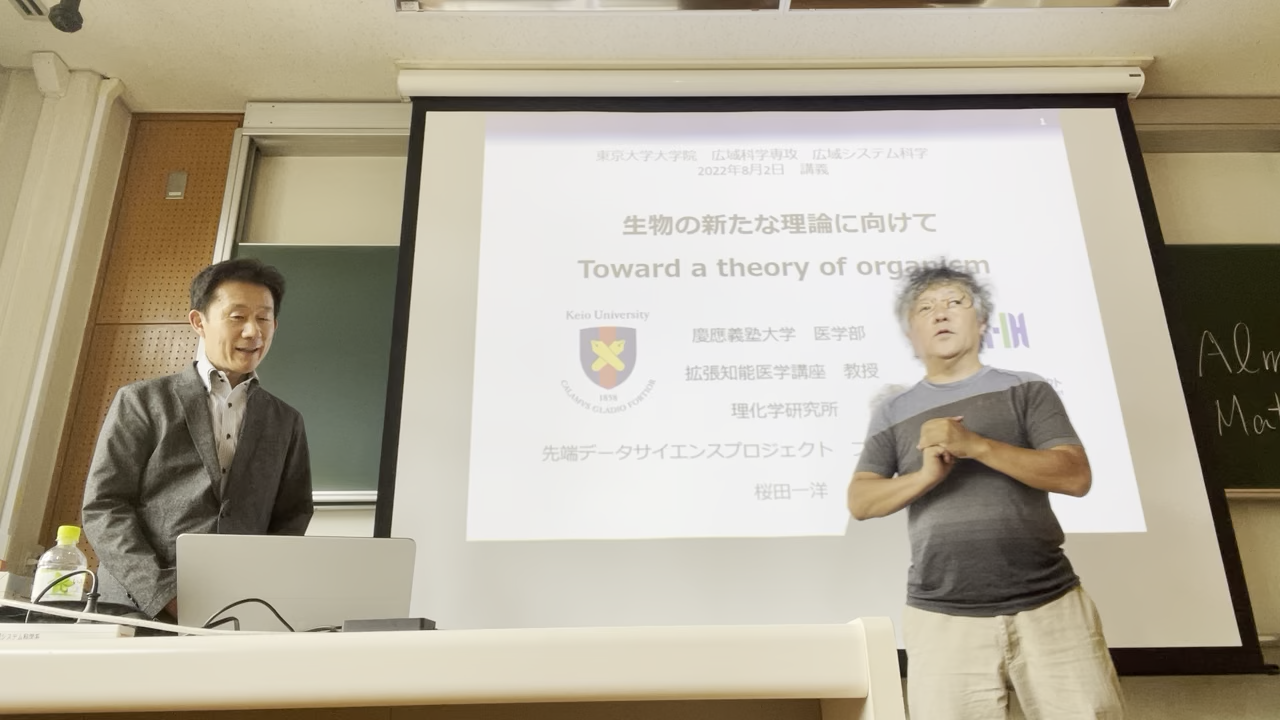 1
東京大学大学院 広域科学専攻 広域システム科学
2022年8月2日 講義
生物の新たな理論に向けて
Toward a theory of organism
Keio University
1858
CALAMVS GLADIO FORTIOR
慶應義塾大学 医学部
拡張知能医学講座 教授
理化学研究所
先端データサイエンスプロジェクト
桜田一洋